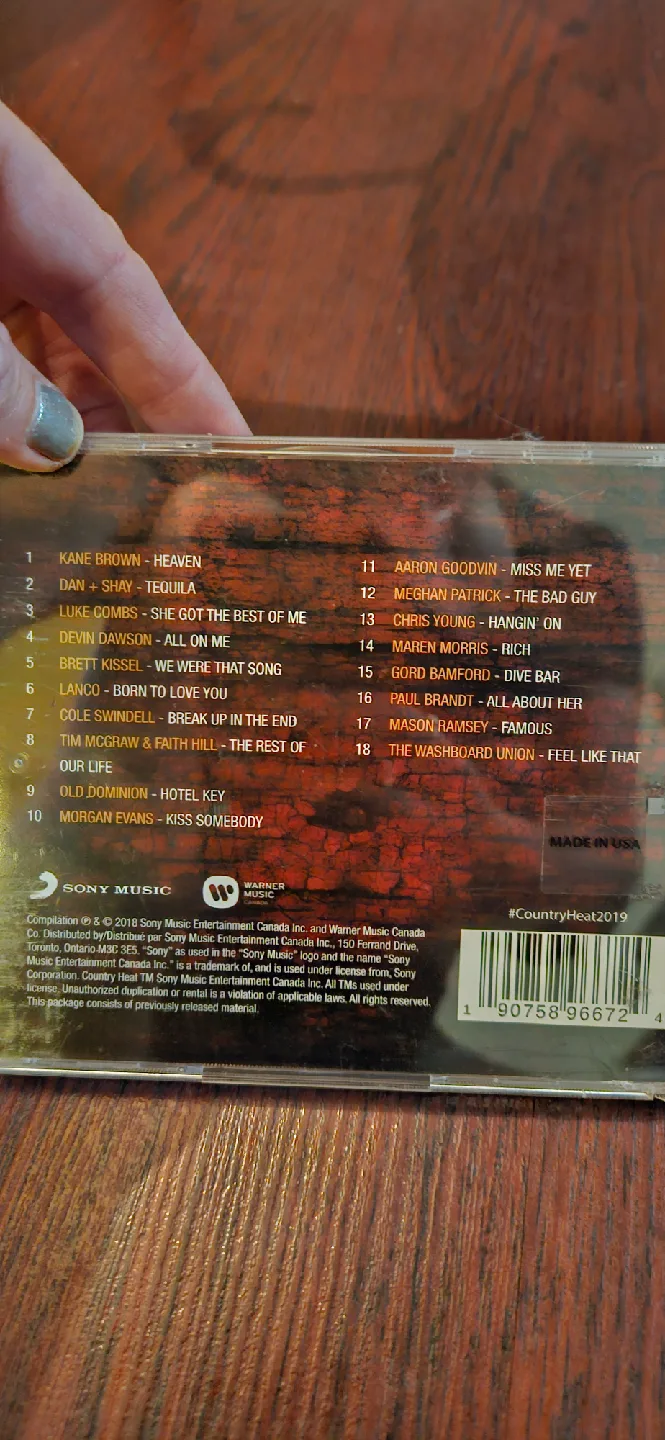 1 KANE BROWN - HEAVEN
2 DAN + SHAY - TEQUILA
3 LUKE COMBS - SHE GOT THE BEST OF ME
4 DEVIN DAWSON - ALL ON ME
5 BRETT KISSEL - WE WERE THAT SONG
6 LANCO - BORN TO LOVE YOU
7 COLE SWINDELL - BREAK UP IN THE END
8 TIM MCGRAW & FAITH HILL - THE REST OF
OUR LIFE
9 OLD DOMINION - HOTEL KEY
10 MORGAN EVANS - KISS SOMEBODY
11 AARON GOODVIN - MISS ME YET
12 MEGHAN PATRICK - THE BAD GUY
13 CHRIS YOUNG - HANGIN' ON
14 MAREN MORRIS - RICH
15 GORD BAMFORD - DIVE BAR
16 PAUL BRANDT - ALL ABOUT HER
17 MASON RAMSEY - FAMOUS
18 THE WASHBOARD UNION - FEEL LIKE THAT
MADE IN USA
SONY MUSIC
WARNER
MUSIC
CANADA
Compilation ℗ & © 2018 Sony Music Entertainment Canada Inc. and Warner Music Canada
Co. Distributed by/Distribué par Sony Music Entertainment Canada Inc., 150 Ferrand Drive,
Toronto, Ontario M3C 3E5. "Sony" as used in the "Sony Music" logo and the name "Sony
Music Entertainment Canada Inc." is a trademark of, and is used under license from, Sony
Corporation. Country Heat TM Sony Music Entertainment Canada Inc. All TMs used under
license. Unauthorized duplication or rental is a violation of applicable laws. All rights reserved.
This package consists of previously released material.
#CountryHeat2019
1 90758 96672 4